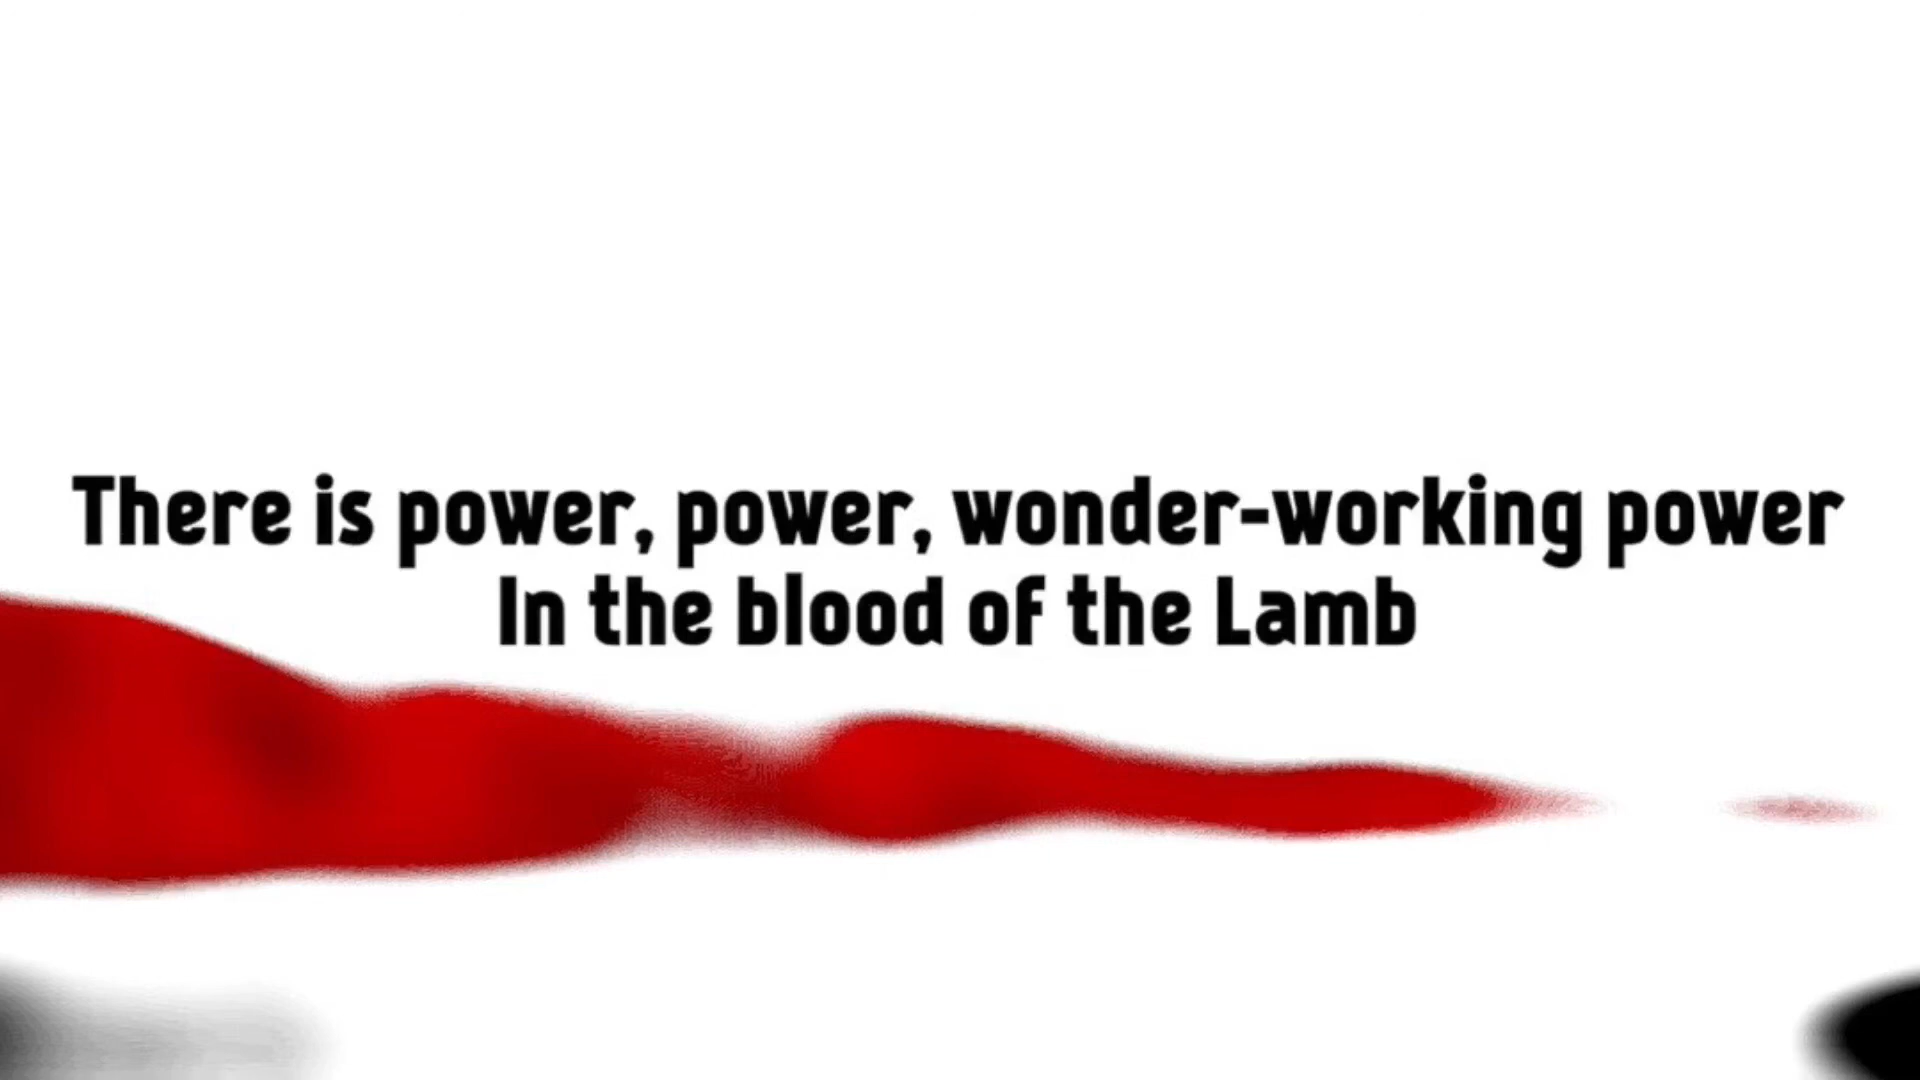 There is power, power, wonder-working power
In the blood of the Lamb